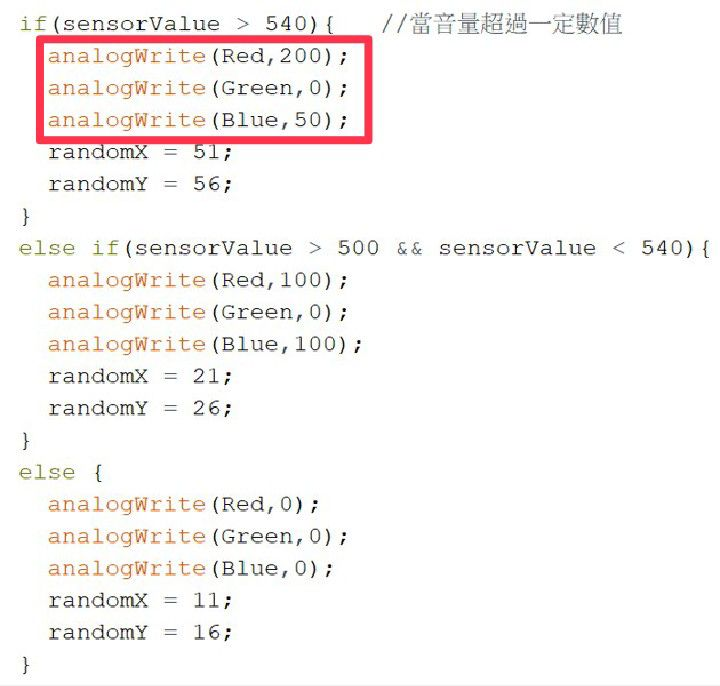 if(sensorValue > 540){   //當音量超過一定數值
  analogWrite(Red,200);
  analogWrite(Green,0);
  analogWrite(Blue,50);
  randomX = 51;
  randomY = 56;
}
else if(sensorValue > 500 && sensorValue < 540){
  analogWrite(Red,100);
  analogWrite(Green,0);
  analogWrite(Blue,100);
  randomX = 21;
  randomY = 26;
}
else {
  analogWrite(Red,0);
  analogWrite(Green,0);
  analogWrite(Blue,0);
  randomX = 11;
  randomY = 16;
}